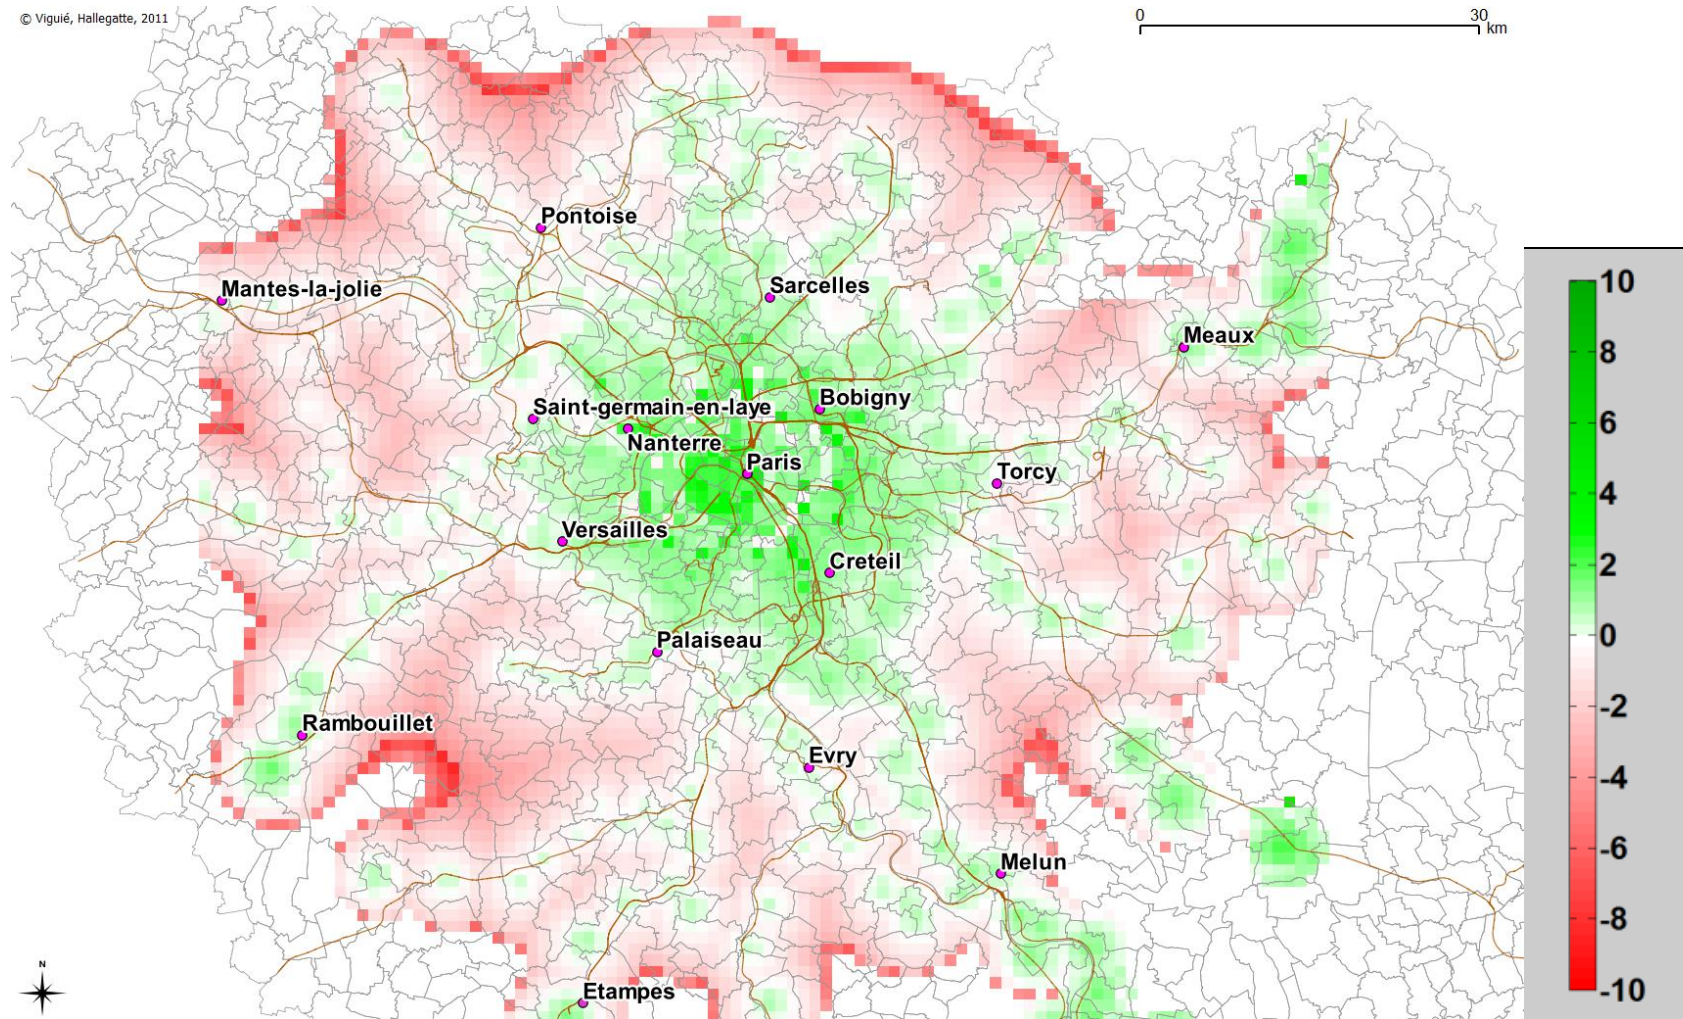 © Viguié, Hallegatte, 2011
0 30
km
Pontoise
Mantes-la-jolie
Sarcelles
Meaux
Saint-germain-en-laye
Bobigny
Nanterre
Paris
Torcy
Versailles
Creteil
Palaiseau
Rambouillet
Evry
Melun
Etampes
N
10
8
6
4
2
0
-2
-4
-6
-8
-10